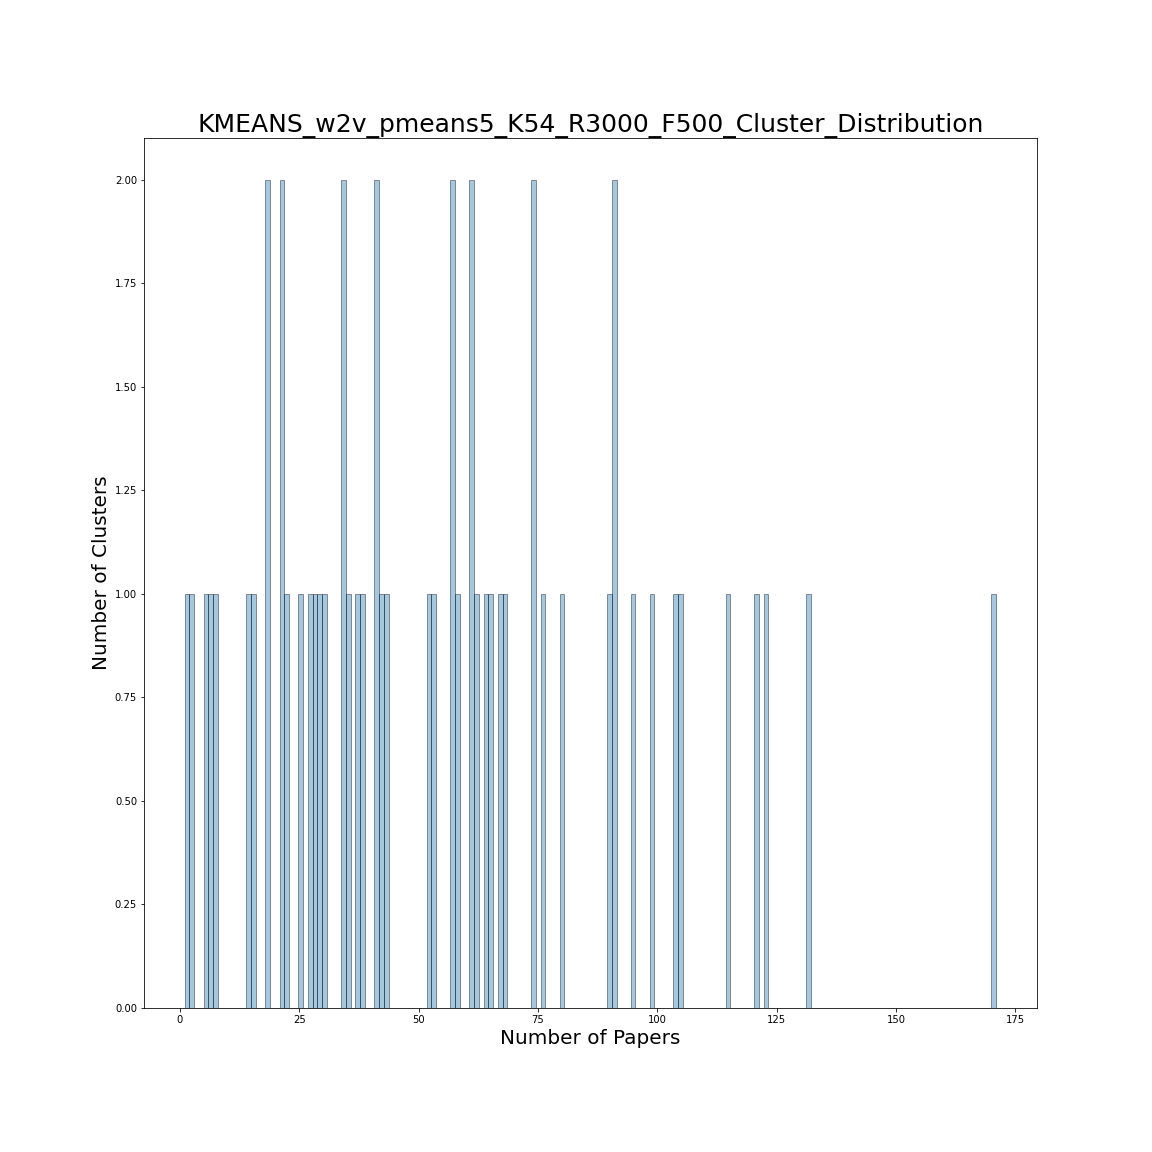 KMEANS_w2v_pmeans5_K54_R3000_F500_Cluster_Distribution
2.00
1.75
1.50
1.25
1.00
0.75
0.50
0.25
0.00
Number of Clusters
0 25 50 75 100 125 150 175
Number of Papers